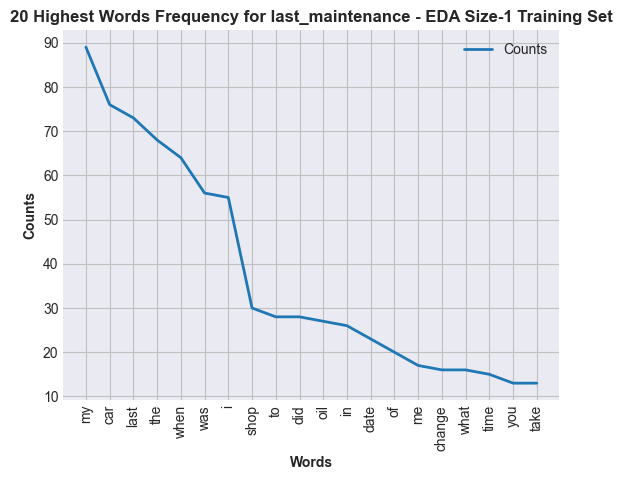 20 Highest Words Frequency for last_maintenance - EDA Size-1 Training Set
Counts
90
80
70
60
50
40
30
20
10
Counts
my
car
last
the
when
was
i
shop
to
did
oil
in
date
of
me
change
what
time
you
take
Words